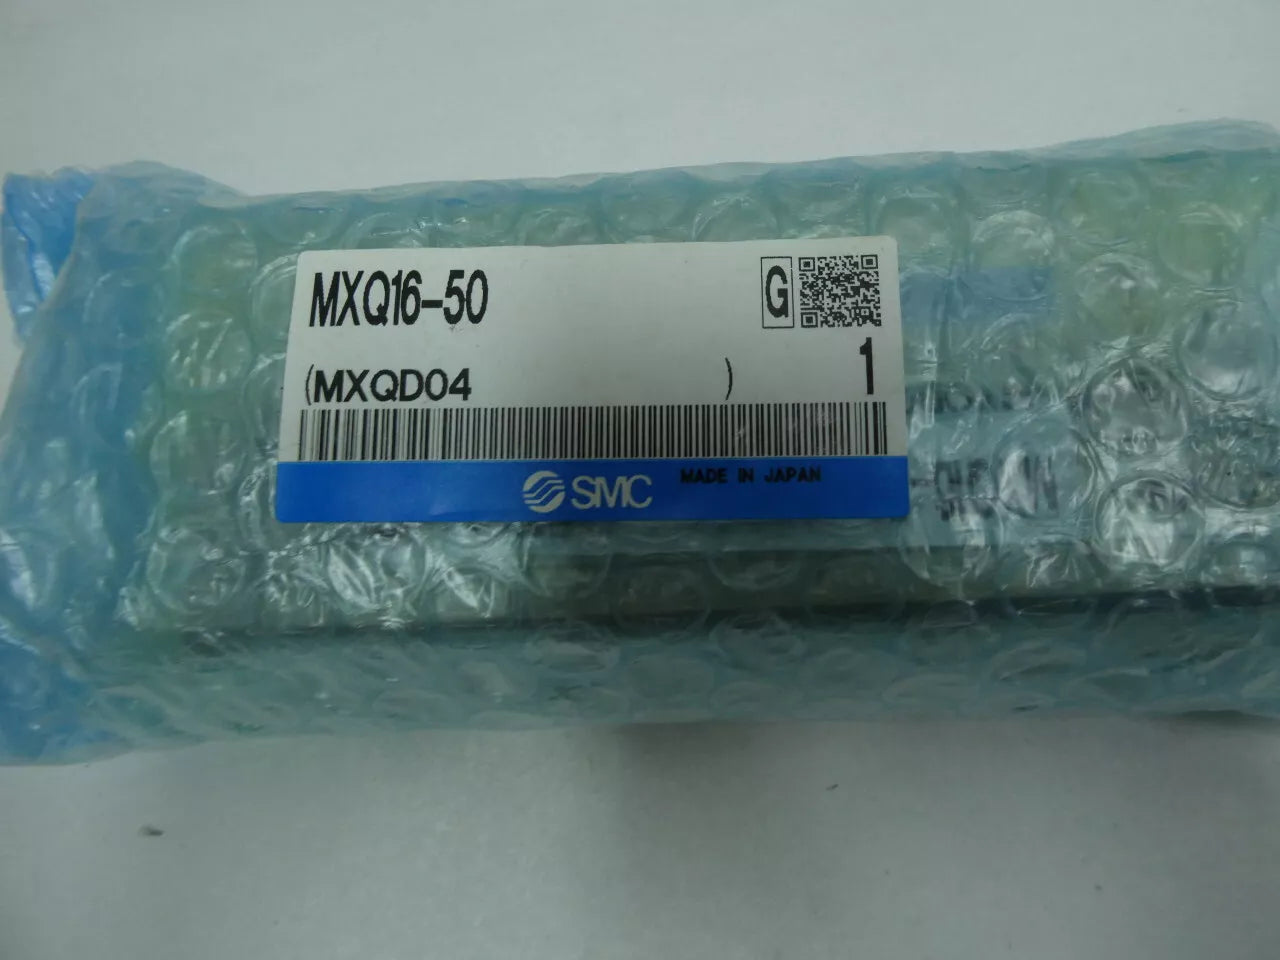 MXQ16-50
G
(MXQD04 )
1
SMC
MADE IN JAPAN